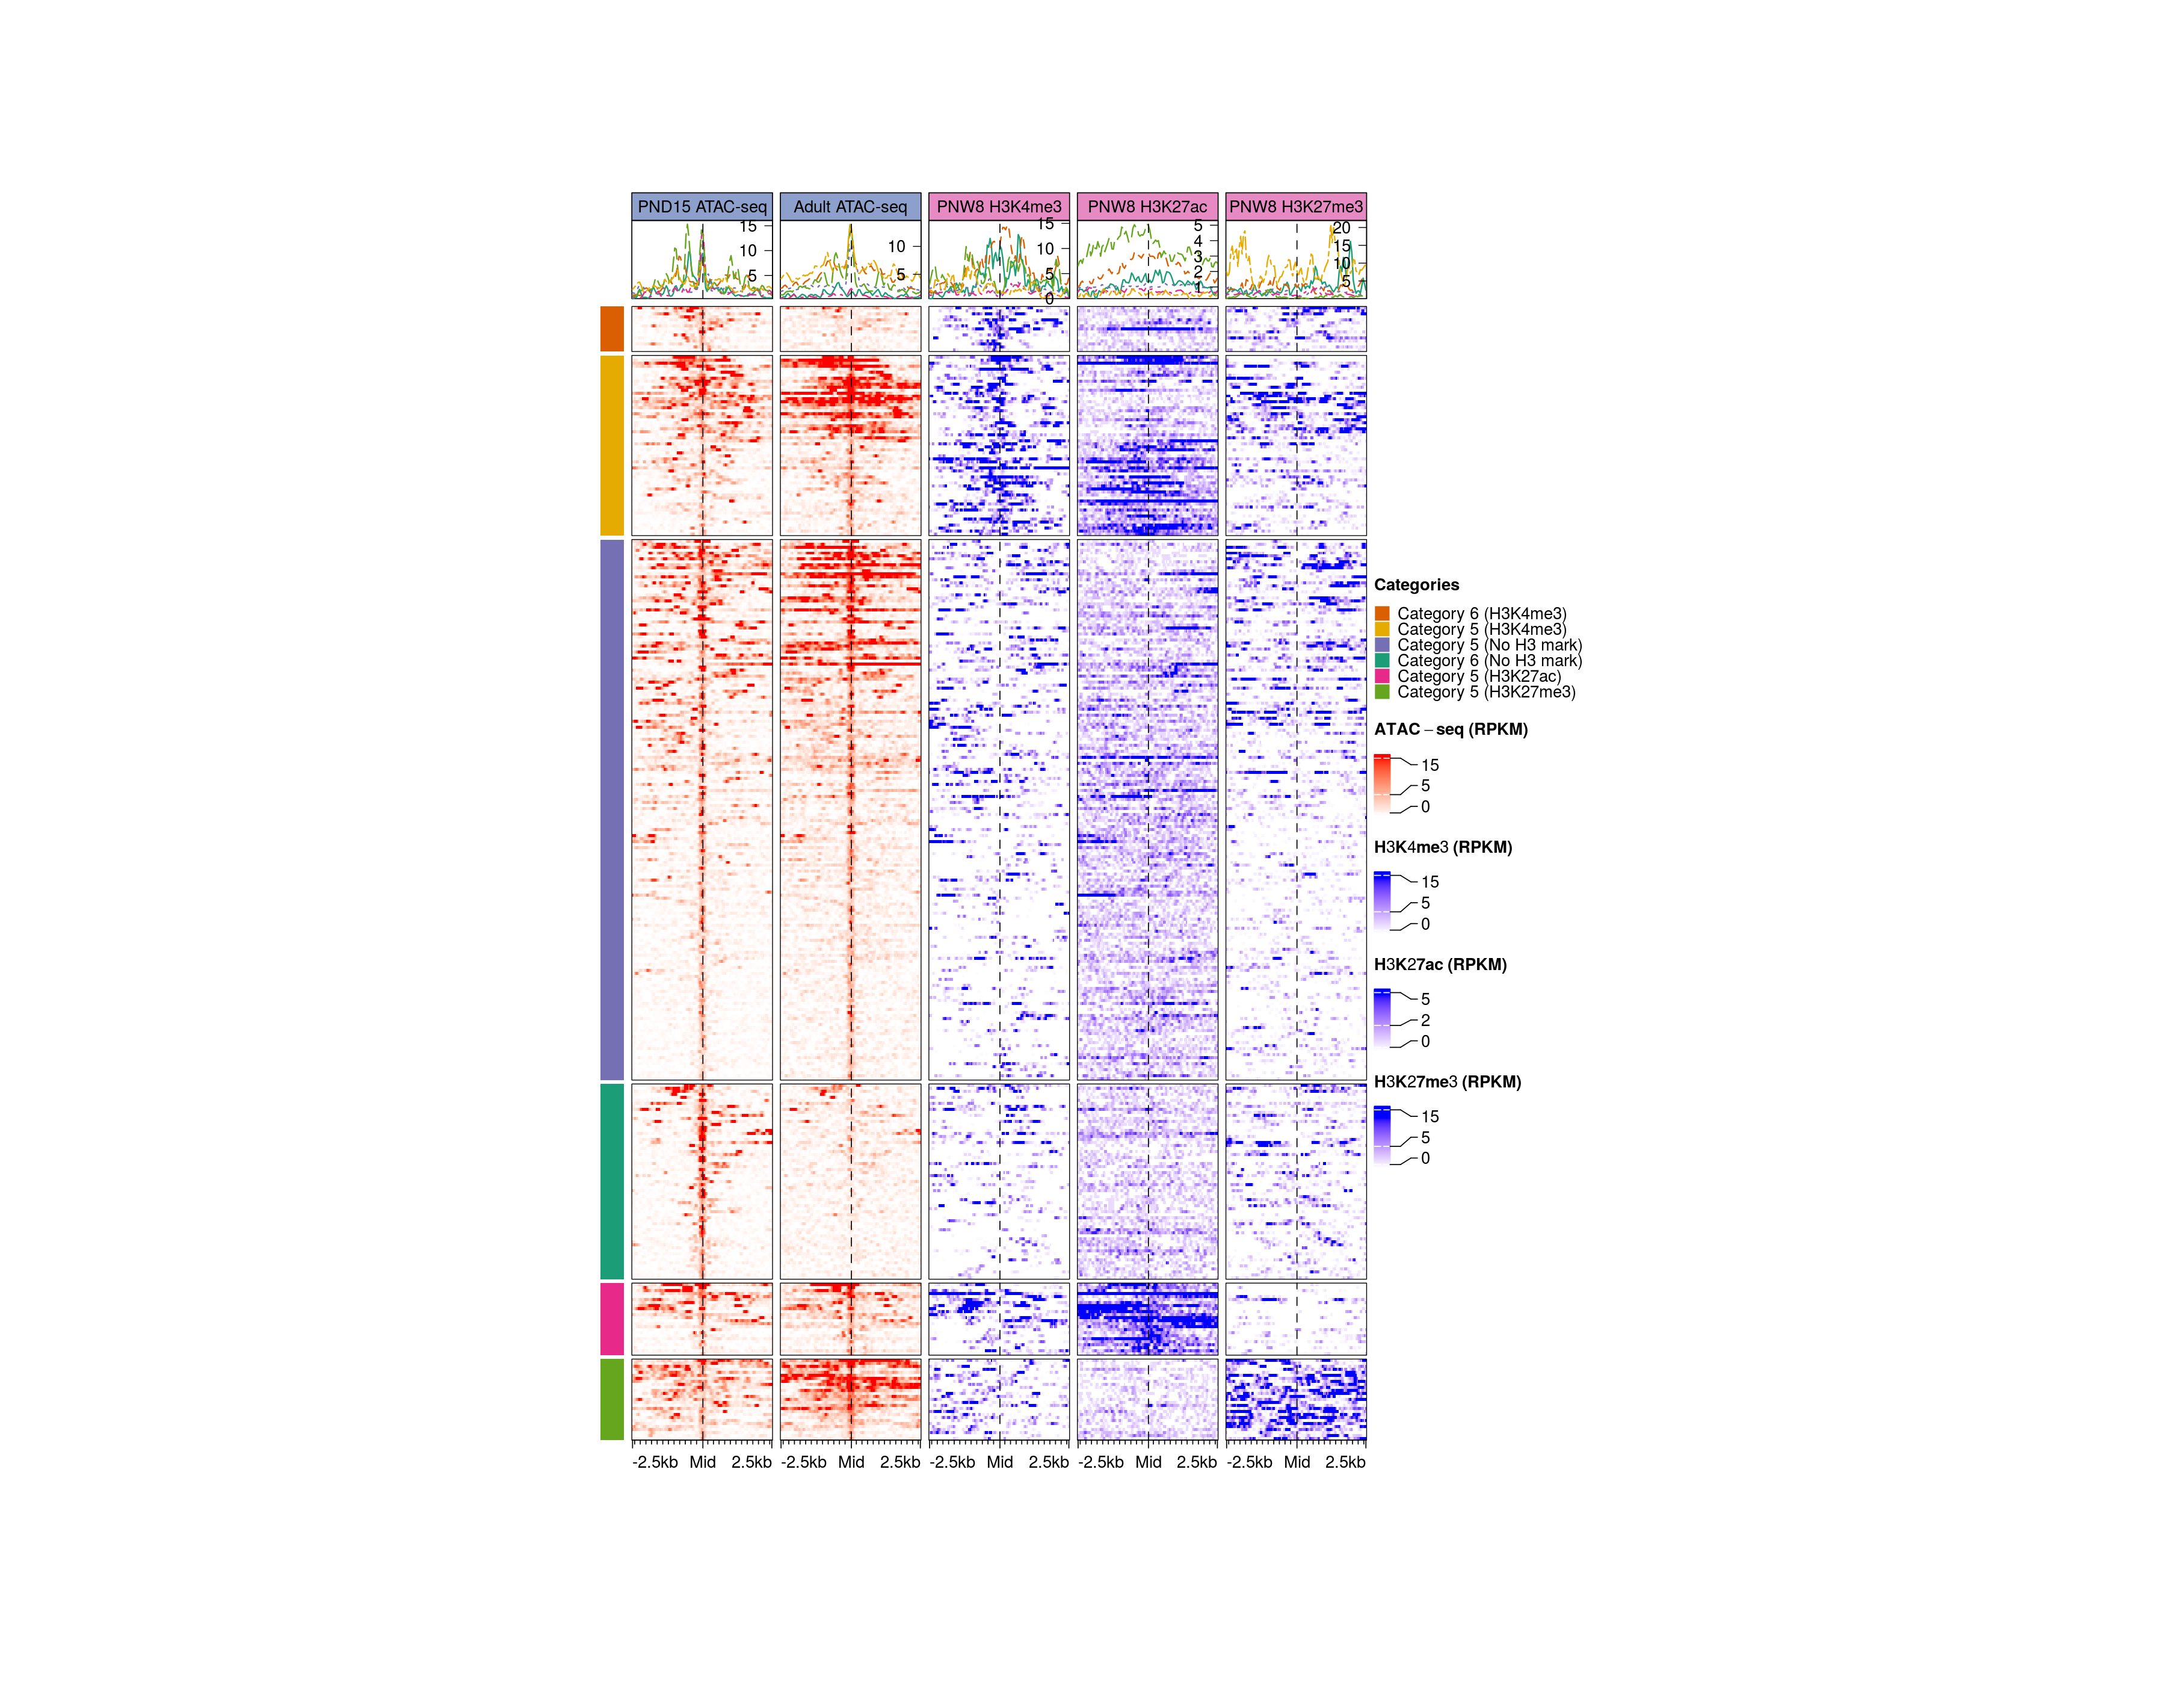 PND15 ATAC-seq Adult ATAC-seq PNW8 H3K4me3 PNW8 H3K27ac PNW8 H3K27me3
15
10
5
10
5
15
10
5
0
5
4
3
2
1
20
15
10
5
Categories
Category 6 (H3K4me3)
Category 5 (H3K4me3)
Category 5 (No H3 mark)
Category 6 (No H3 mark)
Category 5 (H3K27ac)
Category 5 (H3K27me3)
ATAC–seq (RPKM)
15
5
0
H3K4me3 (RPKM)
15
5
0
H3K27ac (RPKM)
5
2
0
H3K27me3 (RPKM)
15
5
0
-2.5kb Mid 2.5kb -2.5kb Mid 2.5kb -2.5kb Mid 2.5kb -2.5kb Mid 2.5kb -2.5kb Mid 2.5kb